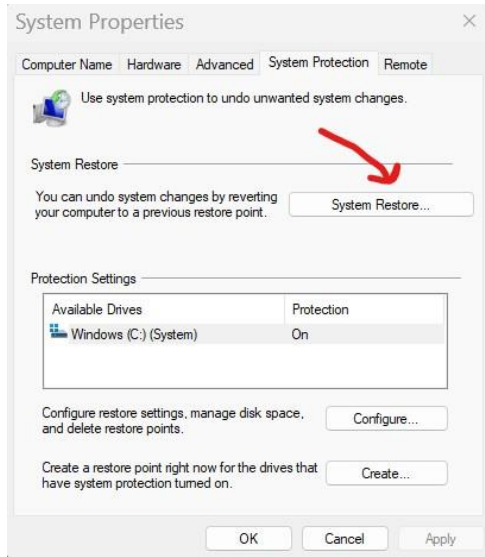 System Properties
Computer Name Hardware Advanced System Protection Remote
Use system protection to undo unwanted system changes.
System Restore
You can undo system changes by reverting
your computer to a previous restore point.
System Restore...
Protection Settings
Available Drives Protection
Windows (C:) (System) On
Configure restore settings, manage disk space,
and delete restore points.
Configure...
Create a restore point right now for the drives that
have system protection turned on.
Create...
OK Cancel Apply